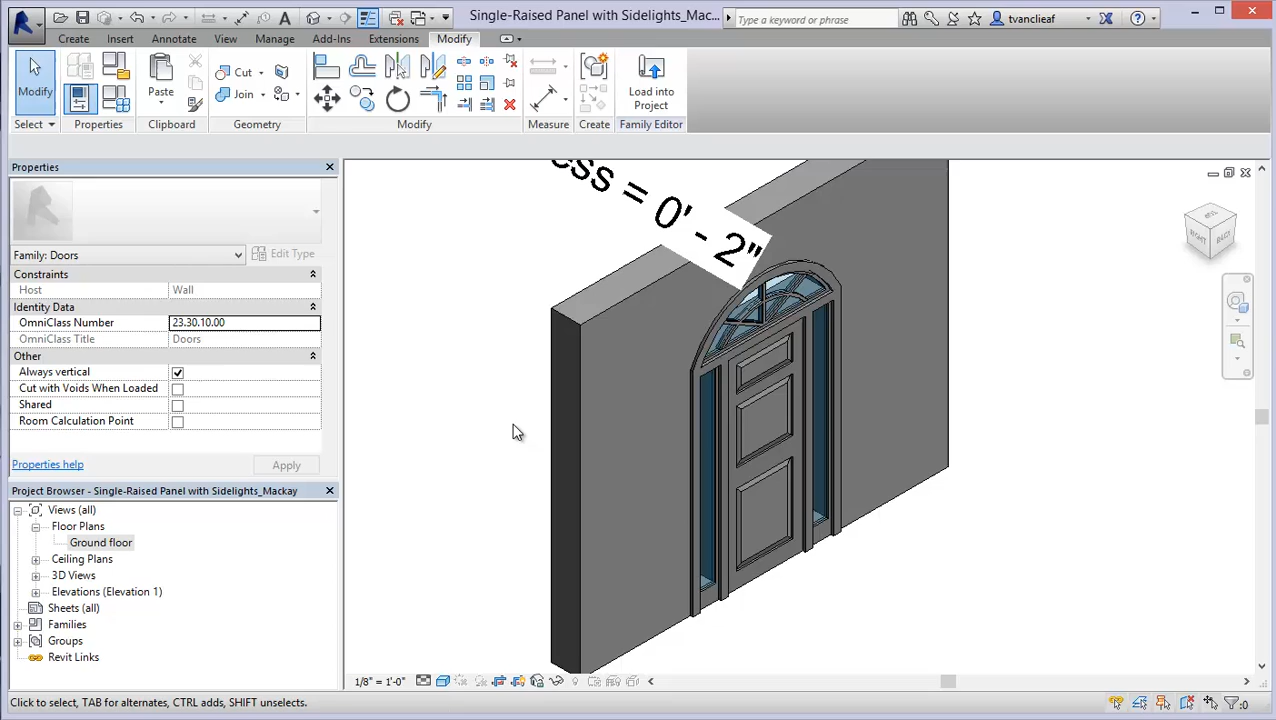 Single-Raised Panel with Sidelights_Mac...
Type a keyword or phrase
tvanclieaf
Create Insert Annotate View Manage Add-Ins Extensions Modify
Modify
Paste
Cut
Join
Load into
Project
Select Properties Clipboard Geometry Modify Measure Create Family Editor
Properties
Family: Doors
Edit Type
Constraints
Host Wall
Identity Data
OmniClass Number 23.30.10.00
OmniClass Title Doors
Other
Always vertical
Cut with Voids When Loaded
Shared
Room Calculation Point
Properties help
Apply
Project Browser - Single-Raised Panel with Sidelights_Mackay
Views (all)
Floor Plans
Ground floor
Ceiling Plans
3D Views
Elevations (Elevation 1)
Sheets (all)
Families
Groups
Revit Links
ess = 0' - 2"
RIGHT BACK
1/8" = 1'-0"
Click to select, TAB for alternates, CTRL adds, SHIFT unselects.
:0